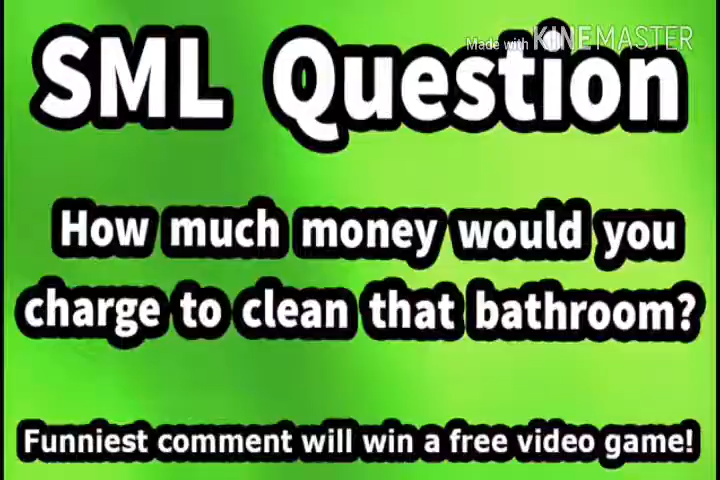 SML Question
Made with KINEMASTER
How much money would you
charge to clean that bathroom?
Funniest comment will win a free video game!